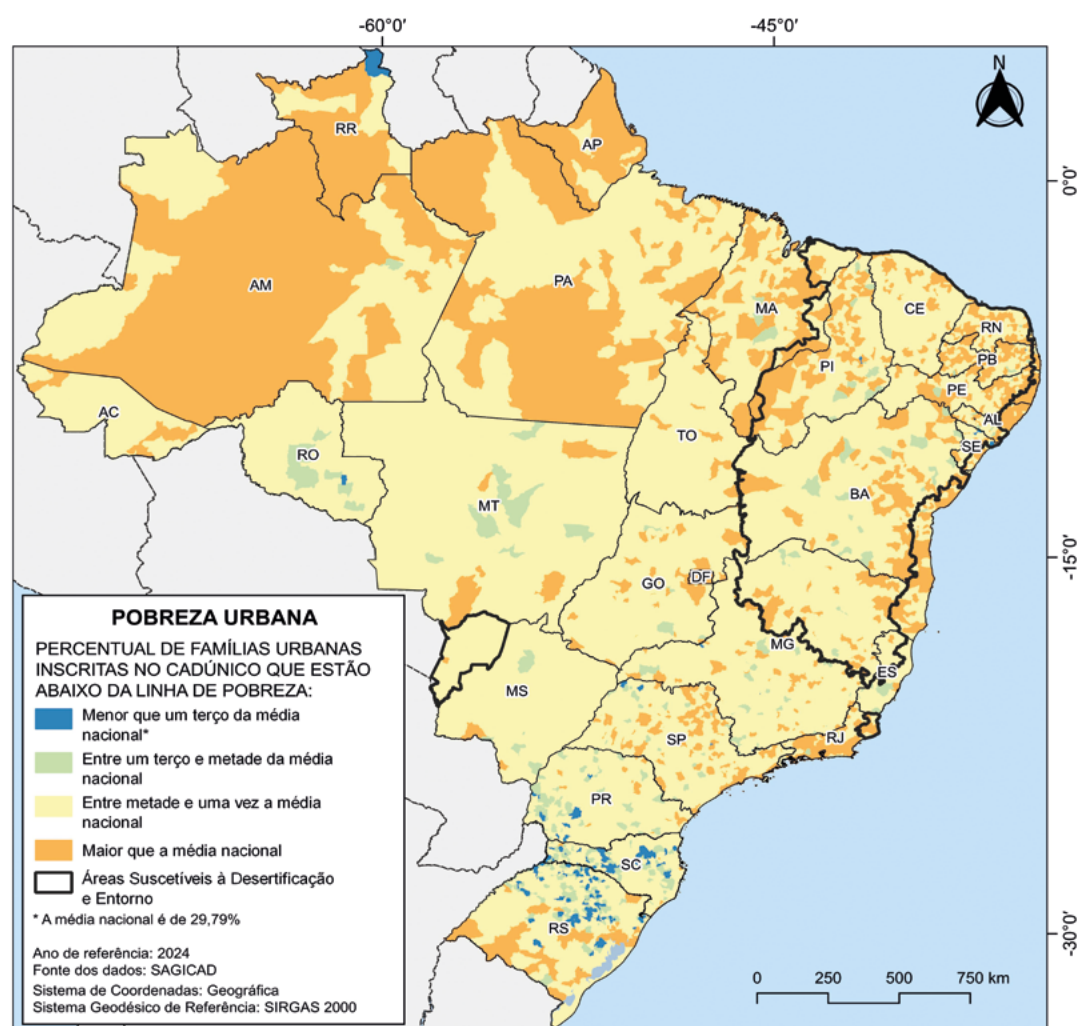 -60°0'
-45°0'
N
RR
AP
0°0'
AM
PA
MA
CE
RN
PB
PI
PE
AC
AL
TO
SE
RO
BA
MT
-15°0'
GO
DF
MG
ES
MS
SP
RJ
PR
SC
RS
-30°0'
POBREZA URBANA
PERCENTUAL DE FAMÍLIAS URBANAS
INSCRITAS NO CADÚNICO QUE ESTÃO
ABAIXO DA LINHA DE POBREZA:
Menor que um terço da média
nacional*
Entre um terço e metade da média
nacional
Entre metade e uma vez a média
nacional
Maior que a média nacional
Áreas Suscetíveis à Desertificação
e Entorno
* A média nacional é de 29,79%
Ano de referência: 2024
Fonte dos dados: SAGICAD
Sistema de Coordenadas: Geográfica
Sistema Geodésico de Referência: SIRGAS 2000
0 250 500 750 km